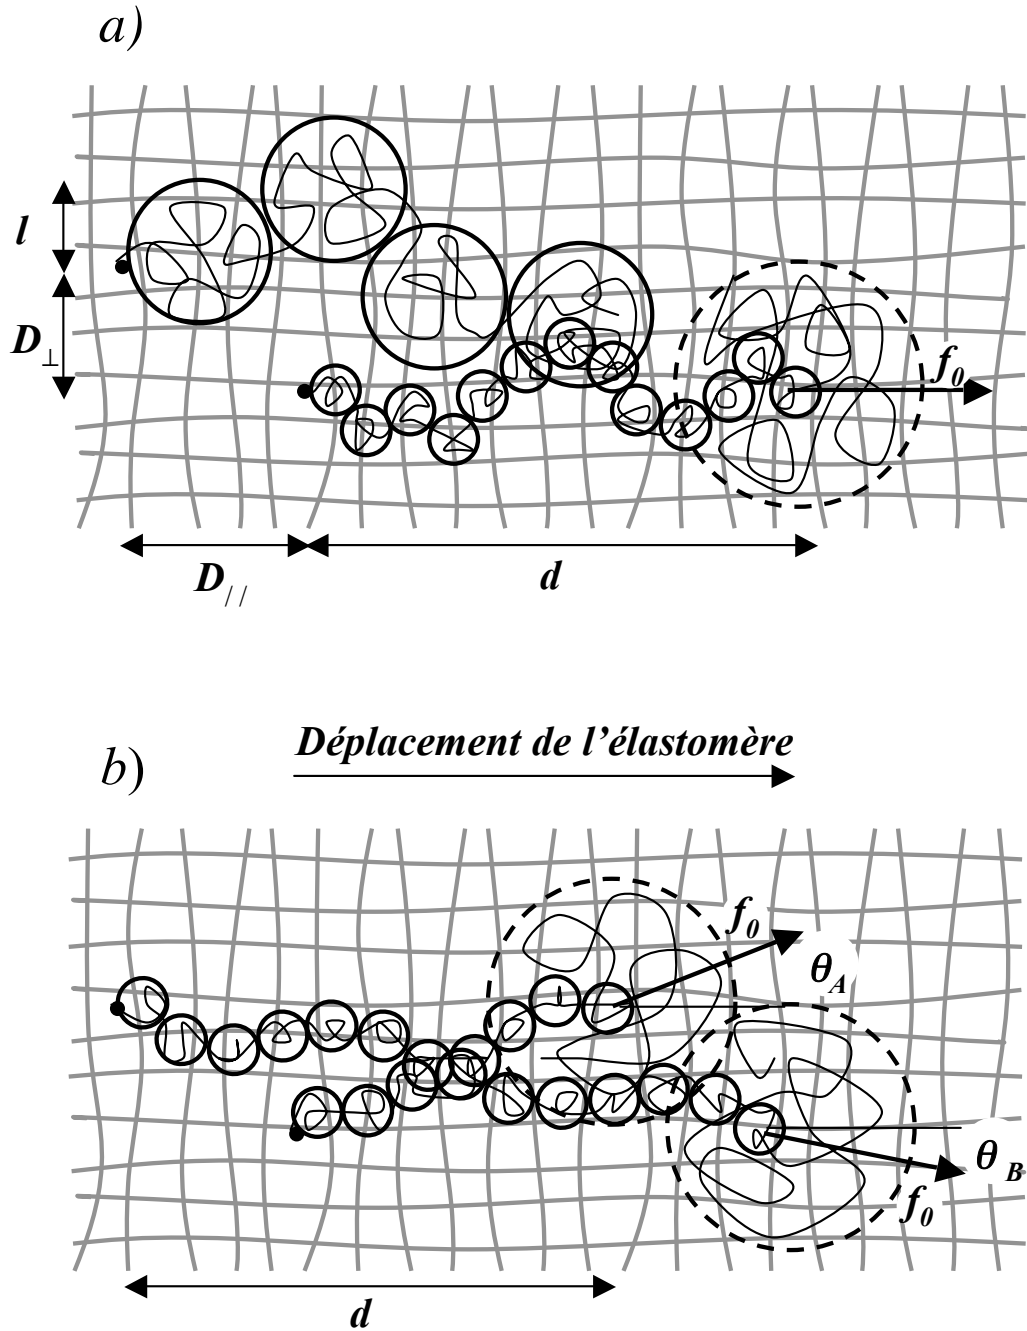 a)
l
D⊥
f₀
D//
d
Déplacement de l’élastomère
b)
f₀
θA
θB
f₀
d